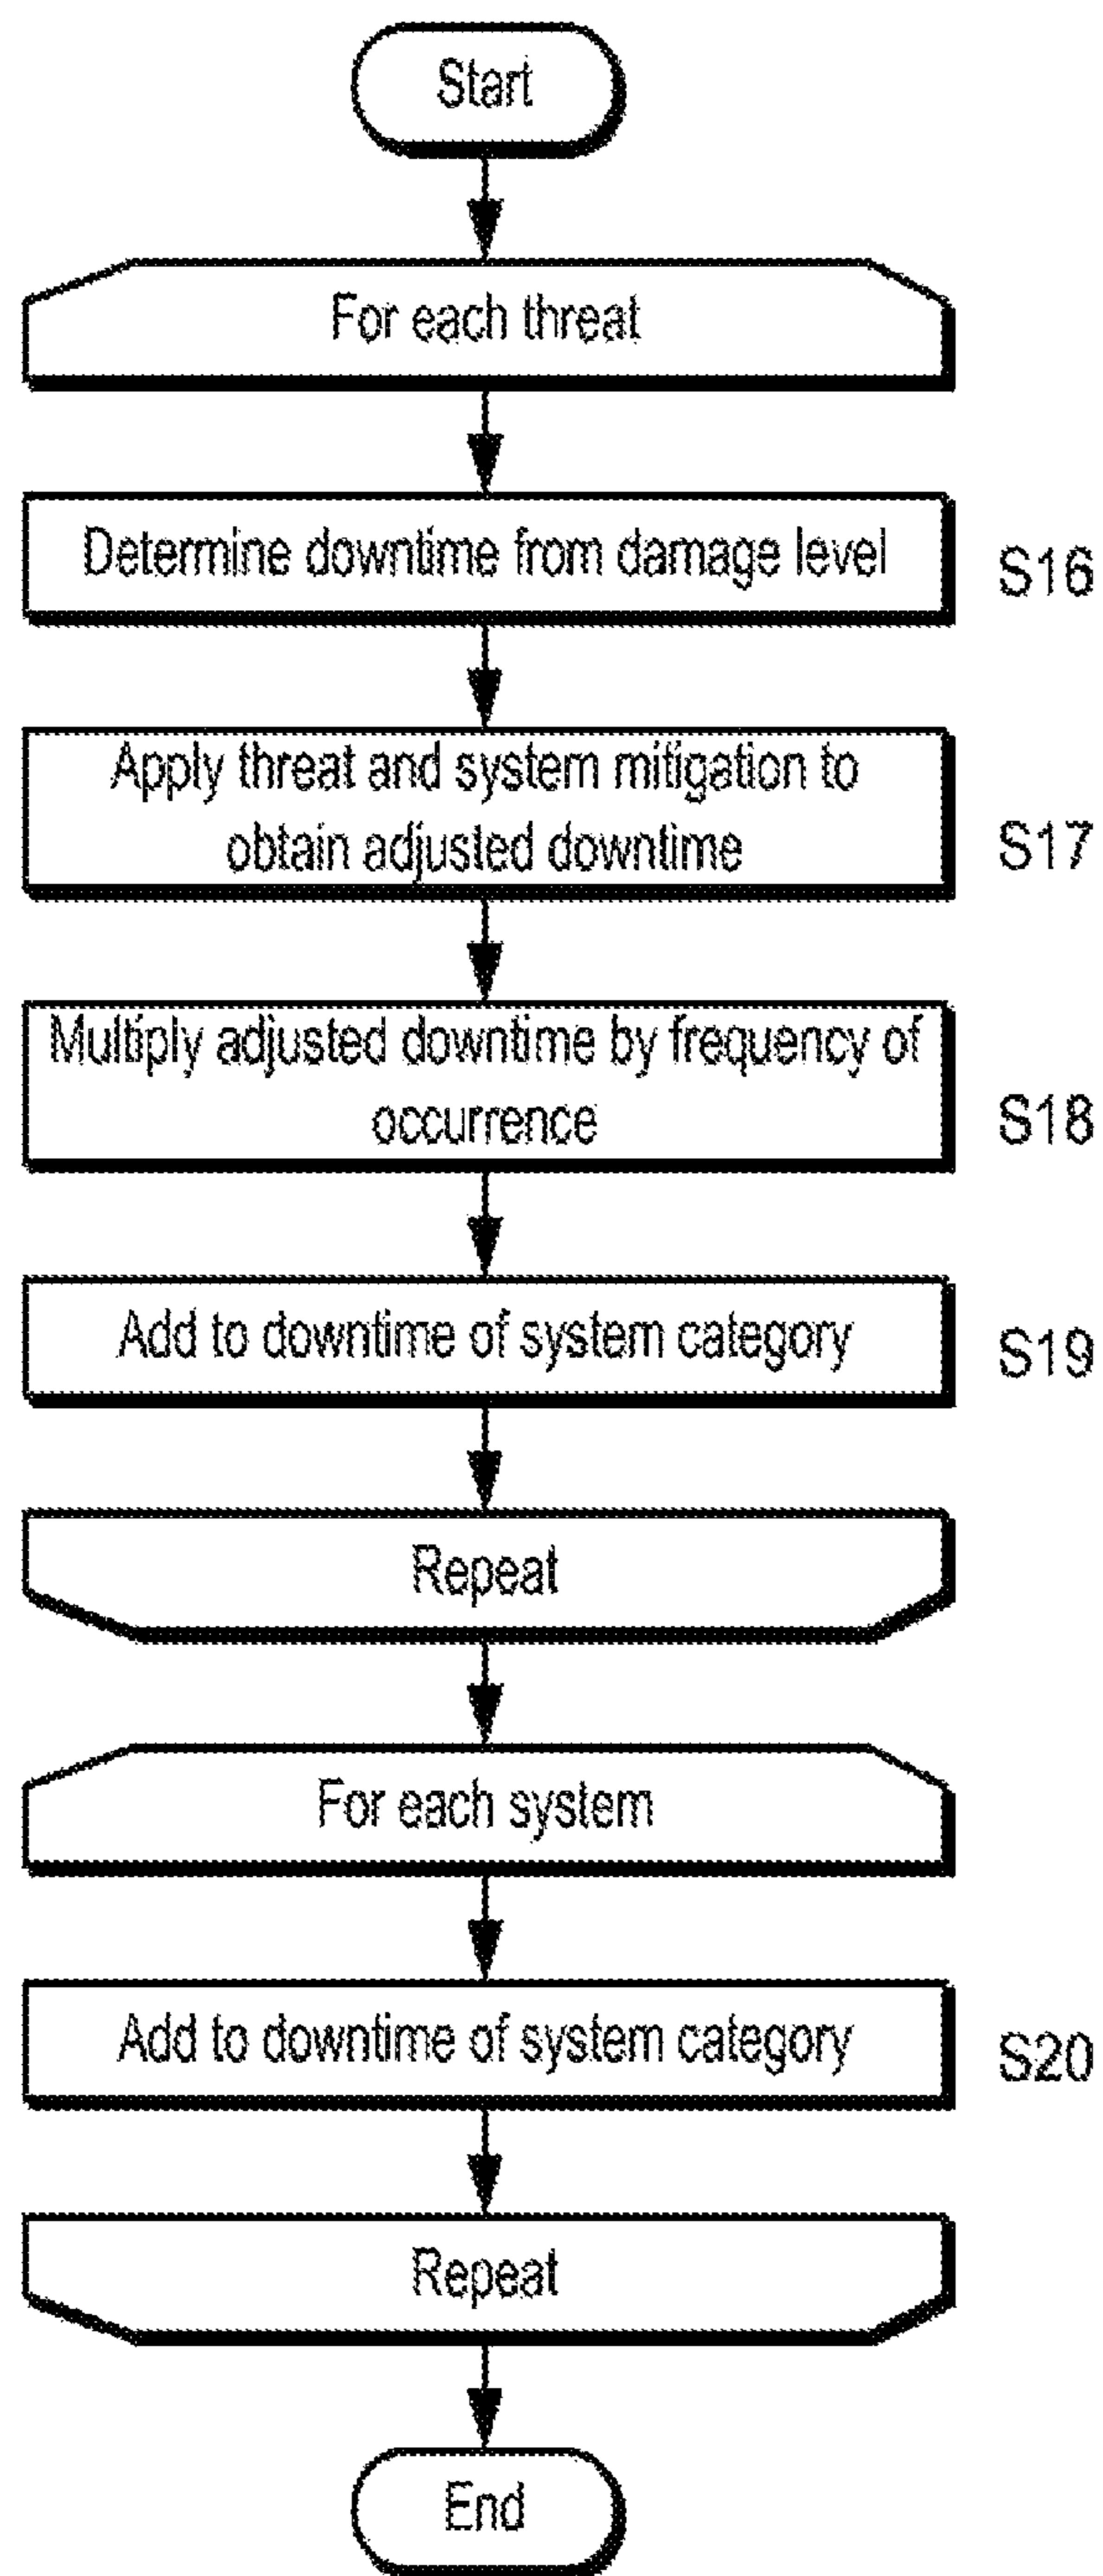 Start
For each threat
Determine downtime from damage level
S16
Apply threat and system mitigation to
obtain adjusted downtime
S17
Multiply adjusted downtime by frequency of
occurrence
S18
Add to downtime of system category
S19
Repeat
For each system
Add to downtime of system category
S20
Repeat
End